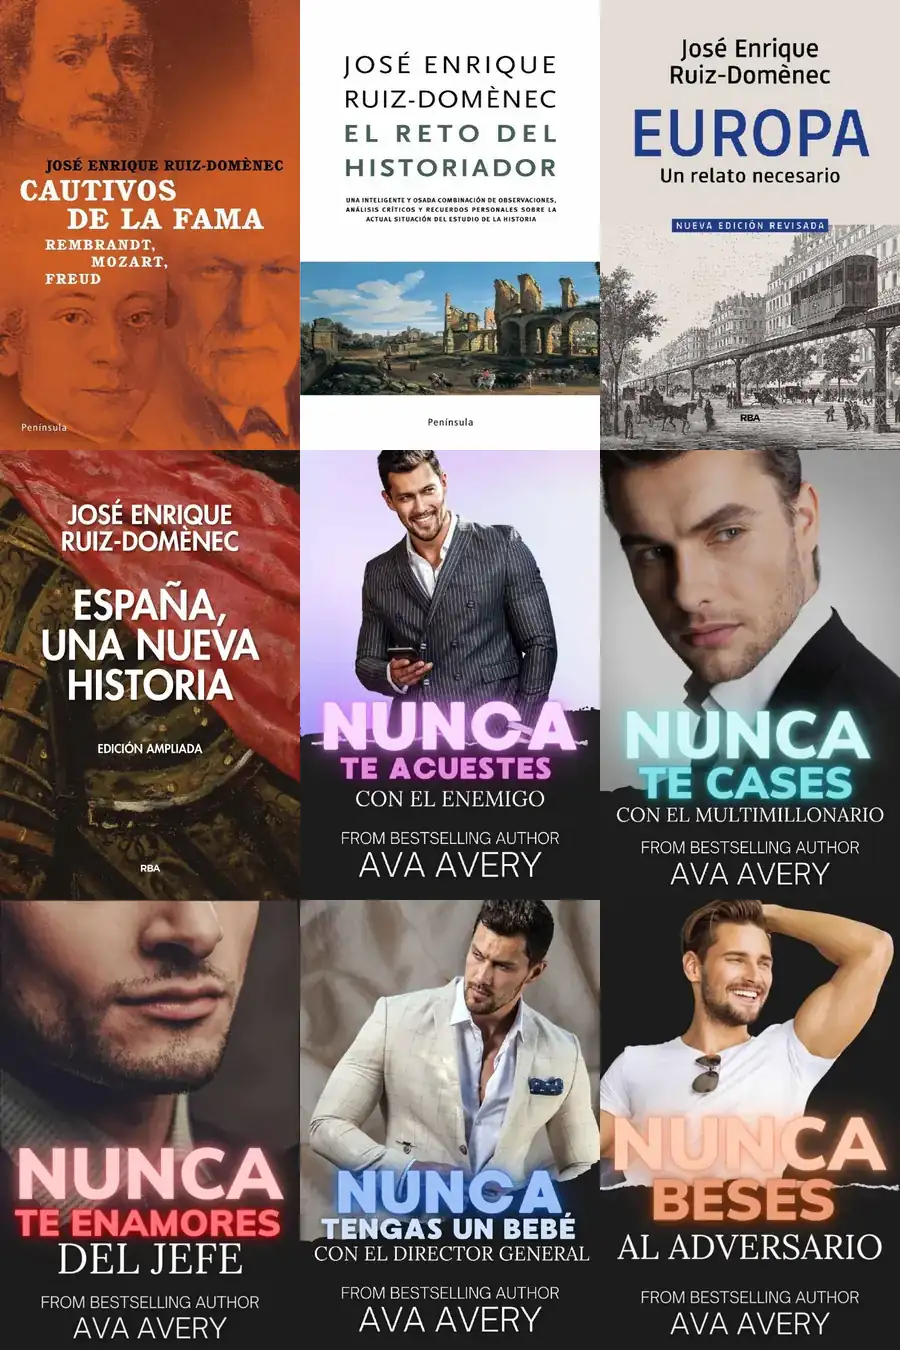 JOSÉ ENRIQUE RUIZ-DOMÈNEC
CAUTIVOS
DE LA FAMA
REMBRANDT,
MOZART,
FREUD
Península
JOSÉ ENRIQUE
RUIZ-DOMÈNEC
EL RETO DEL
HISTORIADOR
UNA INTELIGENTE Y OSADA COMBINACIÓN DE OBSERVACIONES,
ANÁLISIS CRÍTICOS Y RECUERDOS PERSONALES SOBRE LA
ACTUAL SITUACIÓN DEL ESTUDIO DE LA HISTORIA
Península
José Enrique
Ruiz-Domènec
EUROPA
Un relato necesario
NUEVA EDICIÓN REVISADA
RBA
JOSÉ ENRIQUE
RUIZ-DOMÈNEC
ESPAÑA,
UNA NUEVA
HISTORIA
EDICIÓN AMPLIADA
RBA
NUNCA
TE ACUESTES
CON EL ENEMIGO
FROM BESTSELLING AUTHOR
AVA AVERY
NUNCA
TE CASES
CON EL MULTIMILLONARIO
FROM BESTSELLING AUTHOR
AVA AVERY
NUNCA
TE ENAMORES
DEL JEFE
FROM BESTSELLING AUTHOR
AVA AVERY
NUNCA
TENGAS UN BEBÉ
CON EL DIRECTOR GENERAL
FROM BESTSELLING AUTHOR
AVA AVERY
NUNCA
BESES
AL ADVERSARIO
FROM BESTSELLING AUTHOR
AVA AVERY